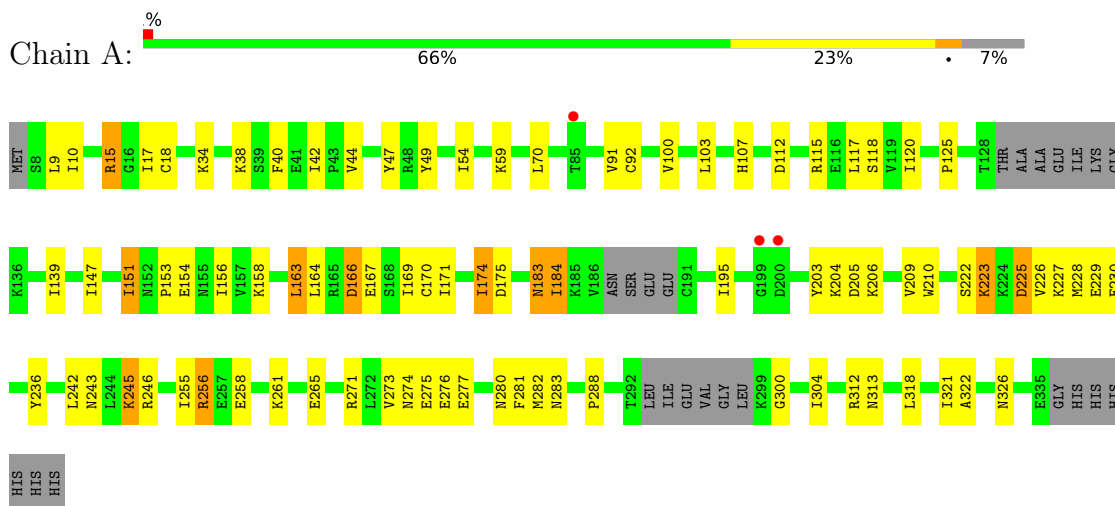 .%
Chain A:
66% 23% • 7%
MET S8 L9 I10 R15 G16 I17 C18 K34 K38 S39 F40 E41 I42 P43 V44 Y47 R48 Y49 I54 K59 L70 T85 V91 C92 V100 L103 H107 D112 R115 E116 L117 S118 V119 I120 P125 T128 THR ALA ALA GLU ILE LYS GLY
K136 I139 I147 I151 N152 P153 E154 N155 I156 V157 K158 L163 L164 R165 D166 E167 S168 I169 C170 I171 I174 D175 N183 I184 K185 V186 ASN SER GLU GLU C191 I195 G199 D200 Y203 K204 D205 K206 V209 W210 S222 K223 K224 D225 V226 K227 M228 E229 E230
Y236 L242 N243 L244 K245 R246 I255 R256 E257 E258 K261 E265 R271 L272 V273 N274 E275 E276 E277 N280 F281 M282 N283 P288 T292 LEU ILE GLU VAL GLY LEU K299 G300 I304 R312 N313 L318 I321 A322 N326 E335 GLY HIS HIS HIS
HIS HIS HIS